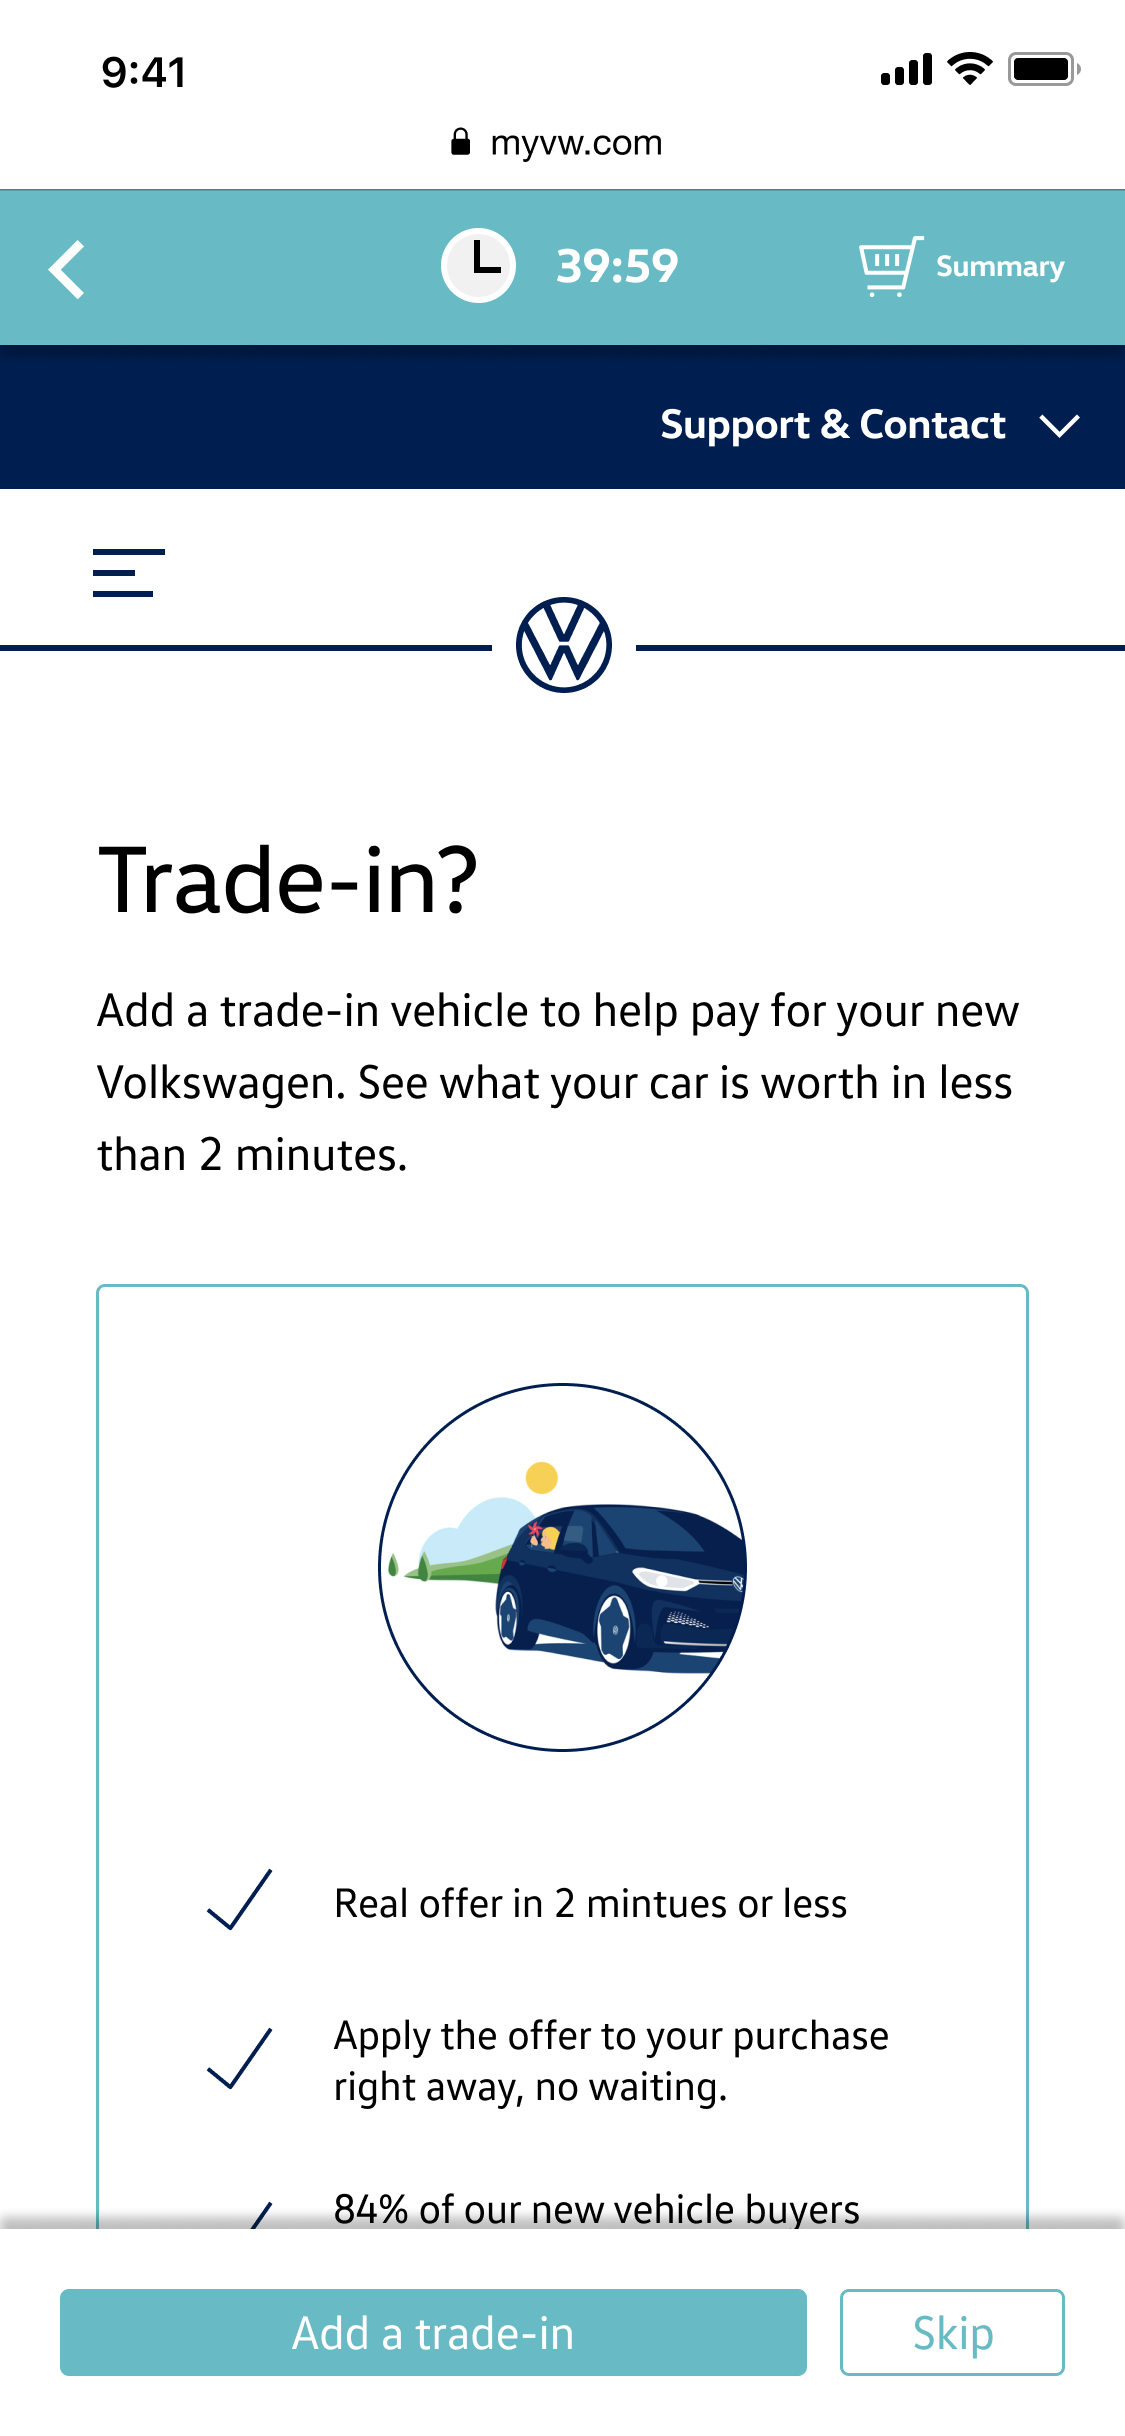 9:41
myvw.com
39:59
Summary
Support & Contact
Trade-in?
Add a trade-in vehicle to help pay for your new
Volkswagen. See what your car is worth in less
than 2 minutes.
Real offer in 2 mintues or less
Apply the offer to your purchase
right away, no waiting.
84% of our new vehicle buyers
Add a trade-in
Skip